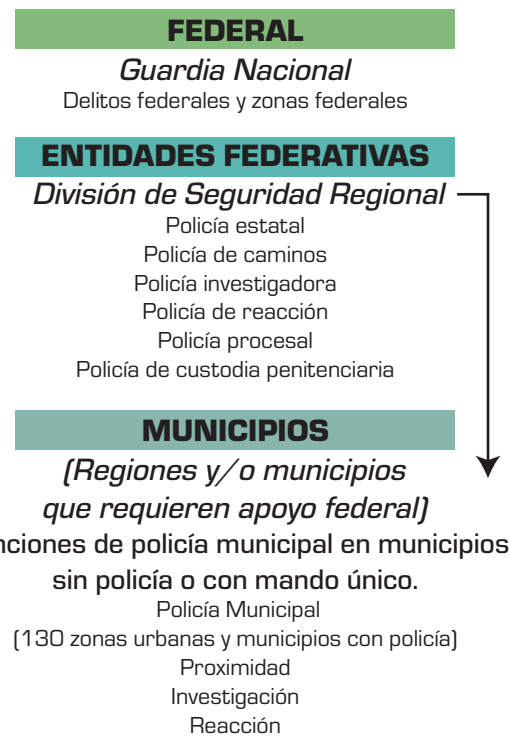 FEDERAL
Guardia Nacional
Delitos federales y zonas federales
ENTIDADES FEDERATIVAS
División de Seguridad Regional
Policía estatal
Policía de caminos
Policía investigadora
Policía de reacción
Policía procesal
Policía de custodia penitenciaria
MUNICIPIOS
(Regiones y/o municipios
que requieren apoyo federal)
nciones de policía municipal en municipios
sin policía o con mando único.
Policía Municipal
(130 zonas urbanas y municipios con policía)
Proximidad
Investigación
Reacción